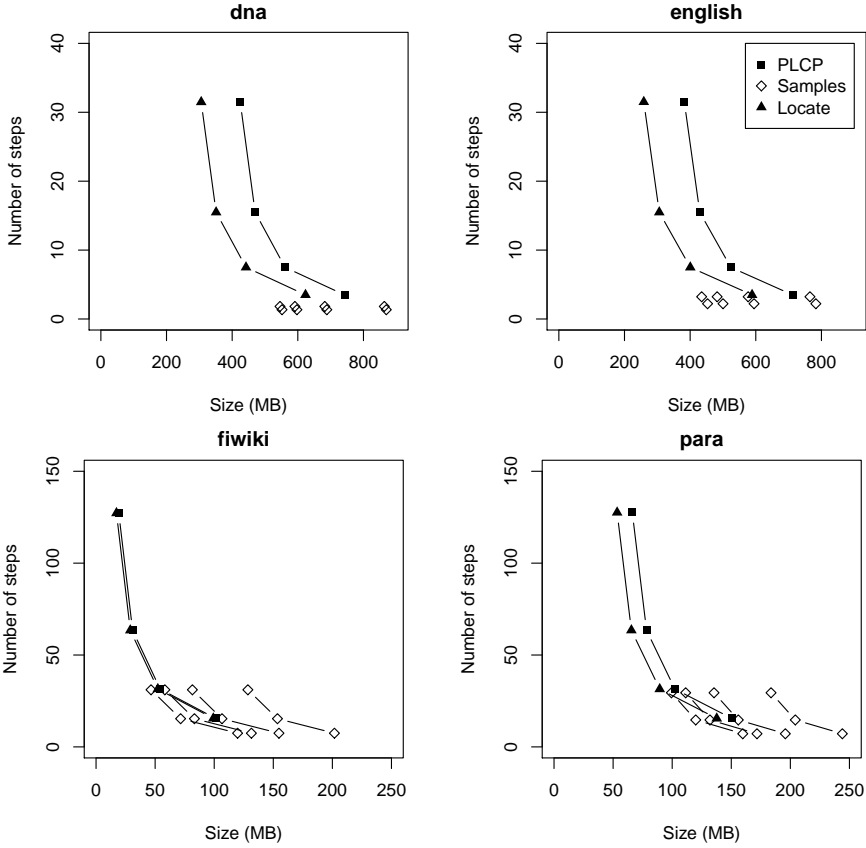 dna
40
30
20
10
0
Number of steps
0 200 400 600 800
Size (MB)
english
40
30
20
10
0
Number of steps
0 200 400 600 800
Size (MB)
PLCP
Samples
Locate
fiwiki
150
100
50
0
Number of steps
0 50 100 150 200 250
Size (MB)
para
150
100
50
0
Number of steps
0 50 100 150 200 250
Size (MB)